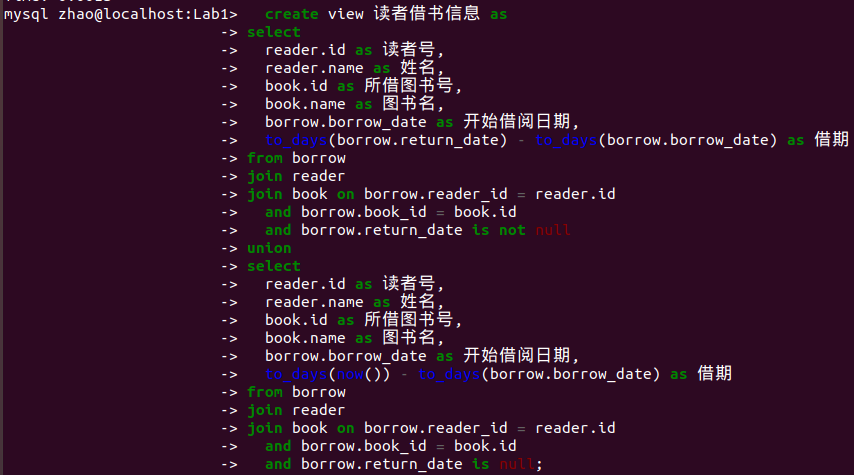 mysql zhao@localhost:Lab1>   create view 读者借书信息 as
-> select
->   reader.id as 读者号,
->   reader.name as 姓名,
->   book.id as 所借图书号,
->   book.name as 图书名,
->   borrow.borrow_date as 开始借阅日期,
->   to_days(borrow.return_date) - to_days(borrow.borrow_date) as 借期
-> from borrow
-> join reader
-> join book on borrow.reader_id = reader.id
->   and borrow.book_id = book.id
->   and borrow.return_date is not null
-> union
-> select
->   reader.id as 读者号,
->   reader.name as 姓名,
->   book.id as 所借图书号,
->   book.name as 图书名,
->   borrow.borrow_date as 开始借阅日期,
->   to_days(now()) - to_days(borrow.borrow_date) as 借期
-> from borrow
-> join reader
-> join book on borrow.reader_id = reader.id
->   and borrow.book_id = book.id
->   and borrow.return_date is null;